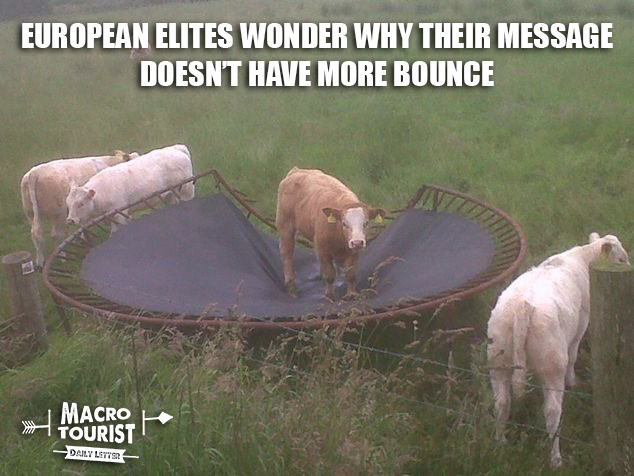 EUROPEAN ELITES WONDER WHY THEIR MESSAGE
DOESN'T HAVE MORE BOUNCE
MACRO
TOURIST
DAILY LETTER